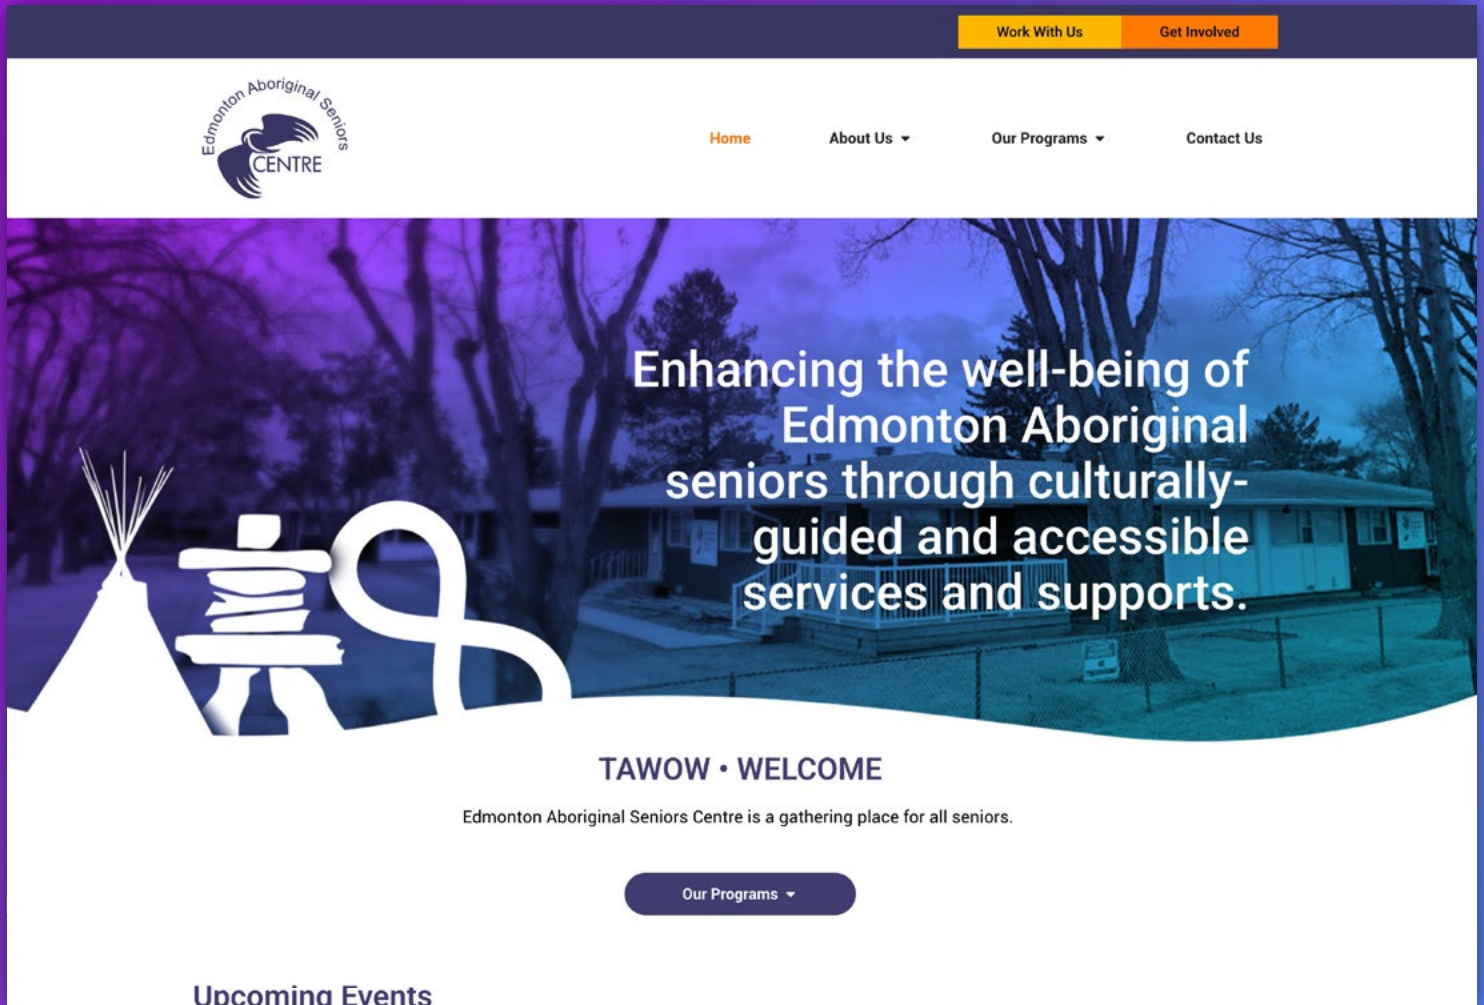 Work With Us
Get Involved
Edmonton Aboriginal Seniors
CENTRE
Home
About Us
Our Programs
Contact Us
Enhancing the well-being of
Edmonton Aboriginal
seniors through culturally-
guided and accessible
services and supports.
TAWOW • WELCOME
Edmonton Aboriginal Seniors Centre is a gathering place for all seniors.
Our Programs
Upcoming Events